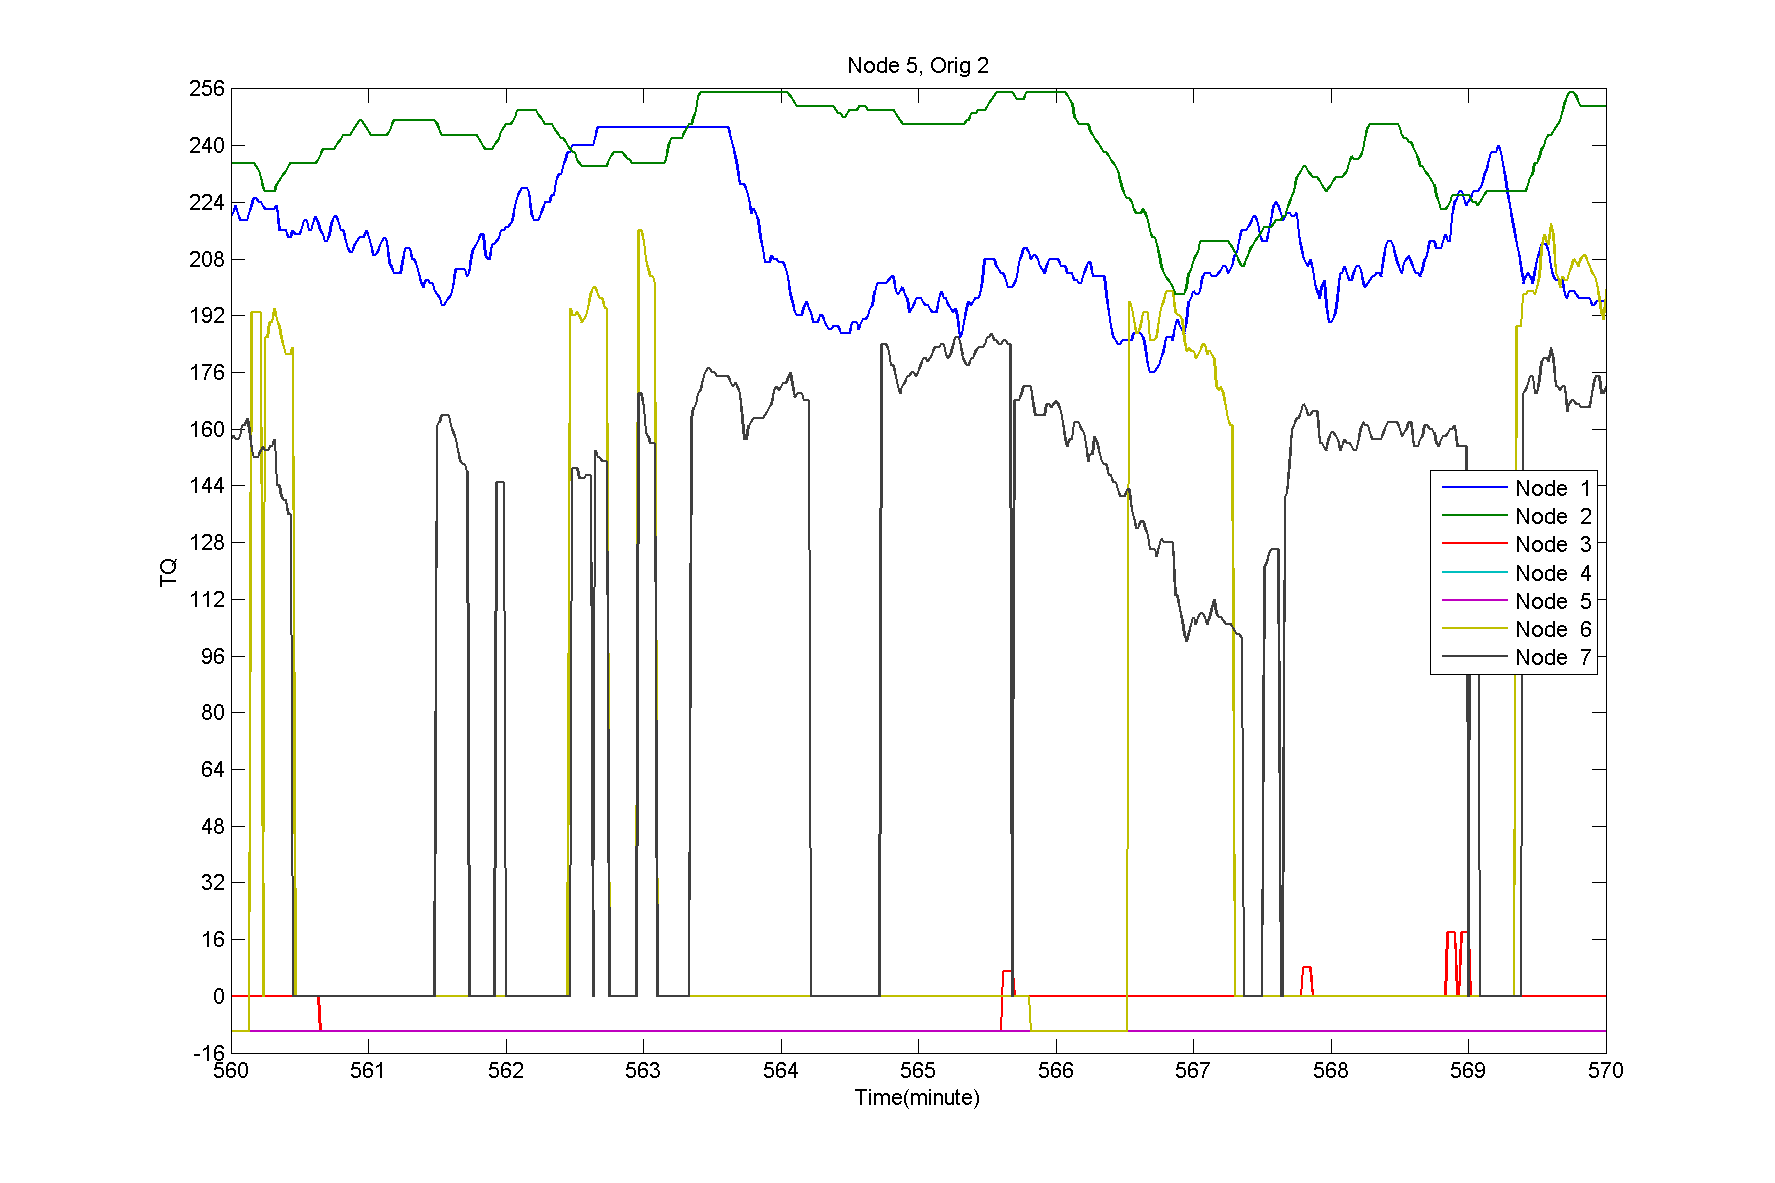 Node 5, Orig 2
256
240
224
208
192
176
160
144
128
112
96
80
64
48
32
16
0
-16
TQ
Node 1
Node 2
Node 3
Node 4
Node 5
Node 6
Node 7
560 561 562 563 564 565 566 567 568 569 570
Time(minute)